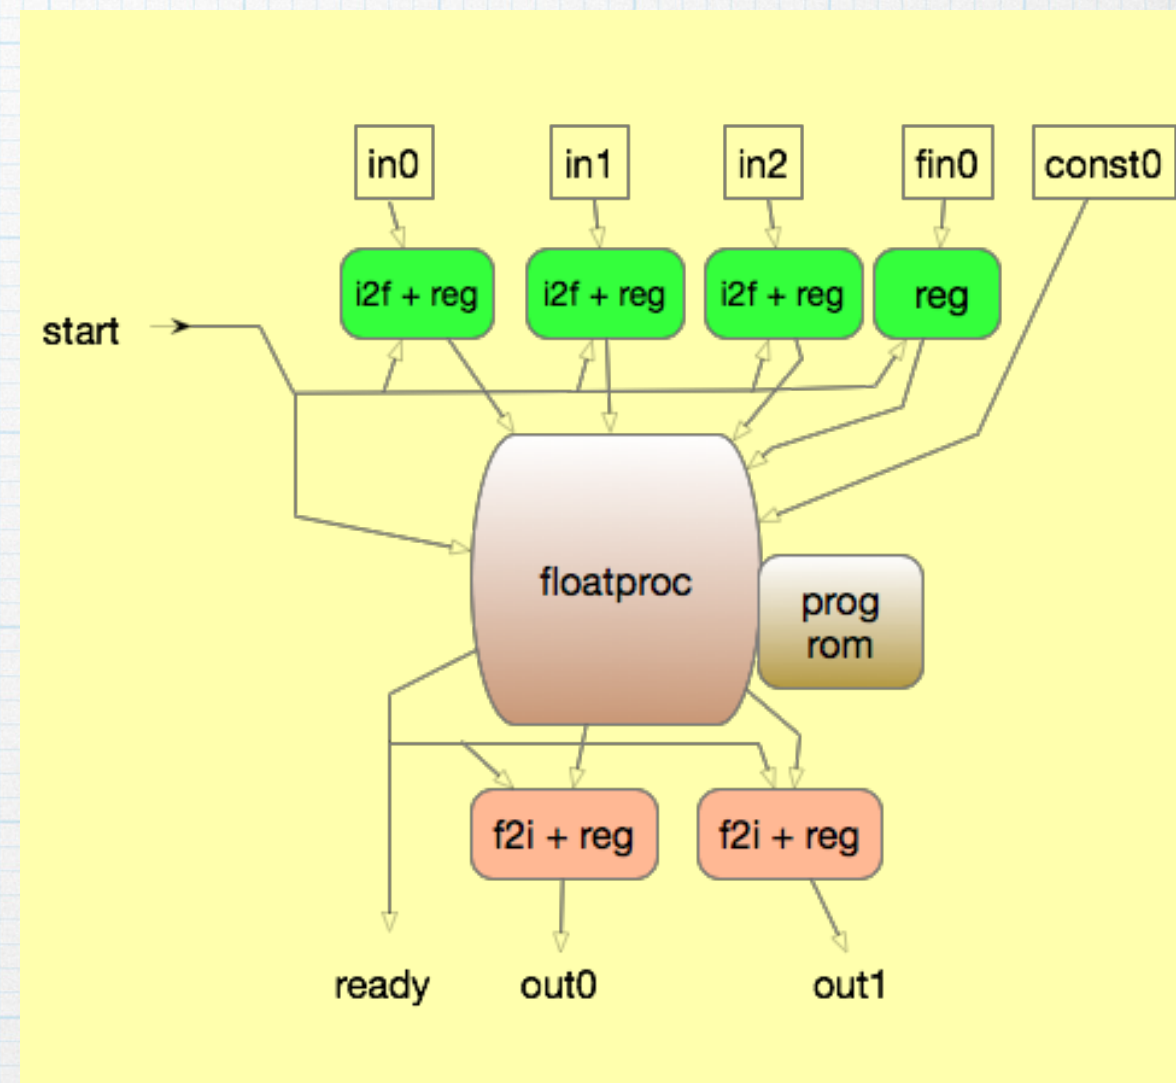 in0
in1
in2
fin0
const0
i2f + reg
i2f + reg
i2f + reg
reg
start
floatproc
prog
rom
f2i + reg
f2i + reg
ready
out0
out1